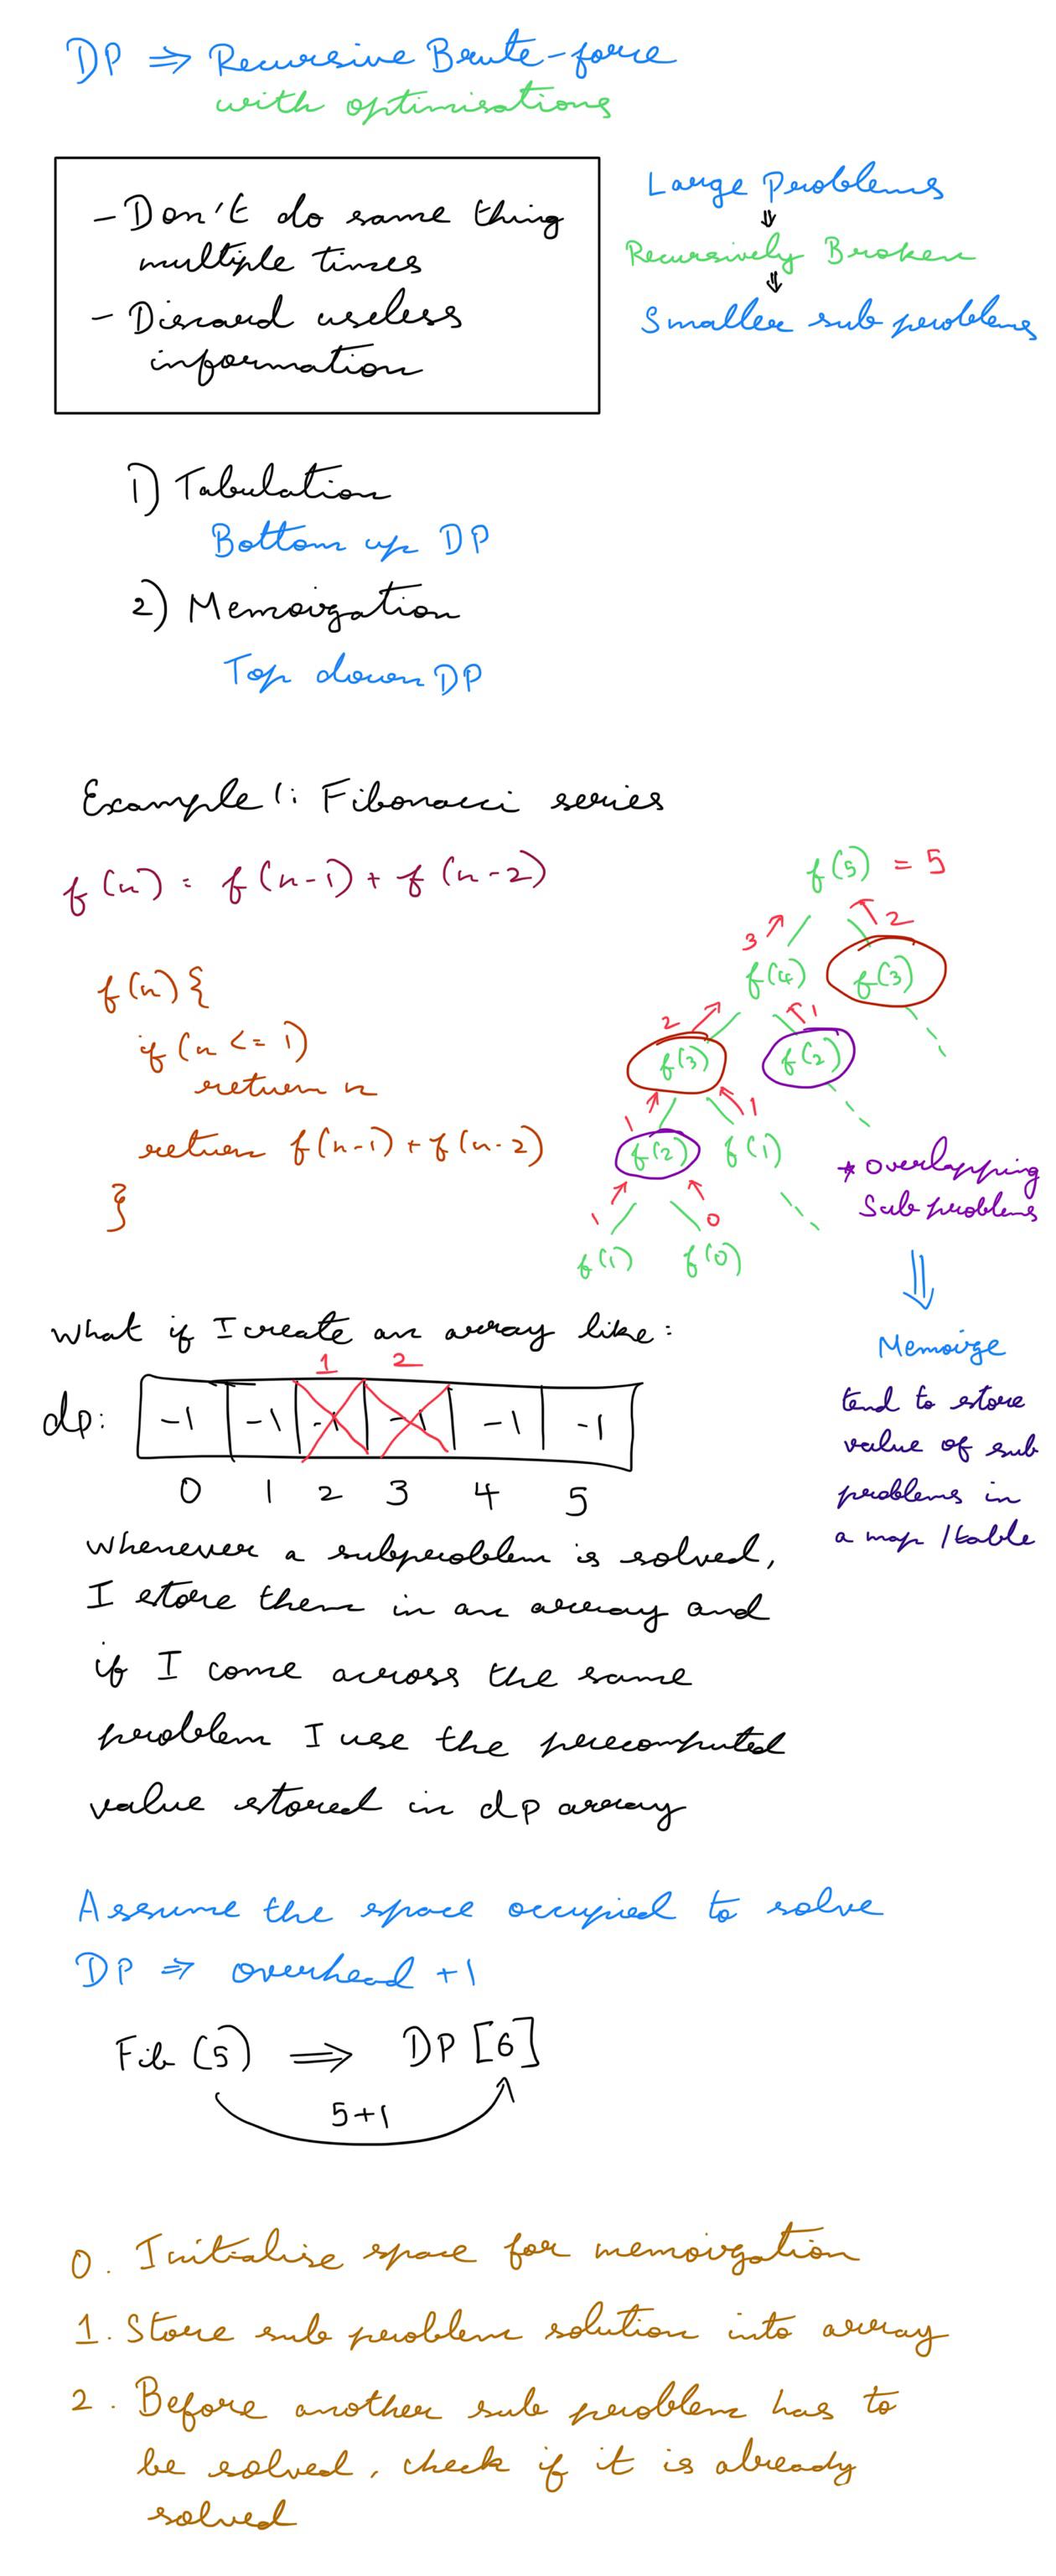 DP ⇒ Recursive Brute-force
with optimisations
- Don't do same thing
multiple times
- Discard useless
information
Large Problems
⇓
Recursively Broken
⇓
Smaller sub problems
1) Tabulation
Bottom up DP
2) Memoization
Top down DP
Example 1: Fibonacci series
f(n) = f(n-1) + f(n-2)
f(n){
if (n <= 1)
return n
return f(n-1) + f(n-2)
}
f(5) = 5
3 2
f(4) f(3)
2 1
f(3) f(2)
1 1
f(2) f(1)
1 0
f(1) f(0)
* Overlapping
Sub problems
⇓
Memoize
tend to store
value of sub
problems in
a map / table
What if I create an array like:
1 2
dp: -1 -1 -1 -1 -1 -1
0 1 2 3 4 5
Whenever a subproblem is solved,
I store them in an array and
if I come across the same
problem I use the precomputed
value stored in dp array
Assume the space occupied to solve
DP ⇒ overhead +1
Fib (5) ⇒ DP [6]
5+1
0. Initialise space for memoization
1. Store sub problem solution into array
2. Before another sub problem has to
be solved, check if it is already
solved